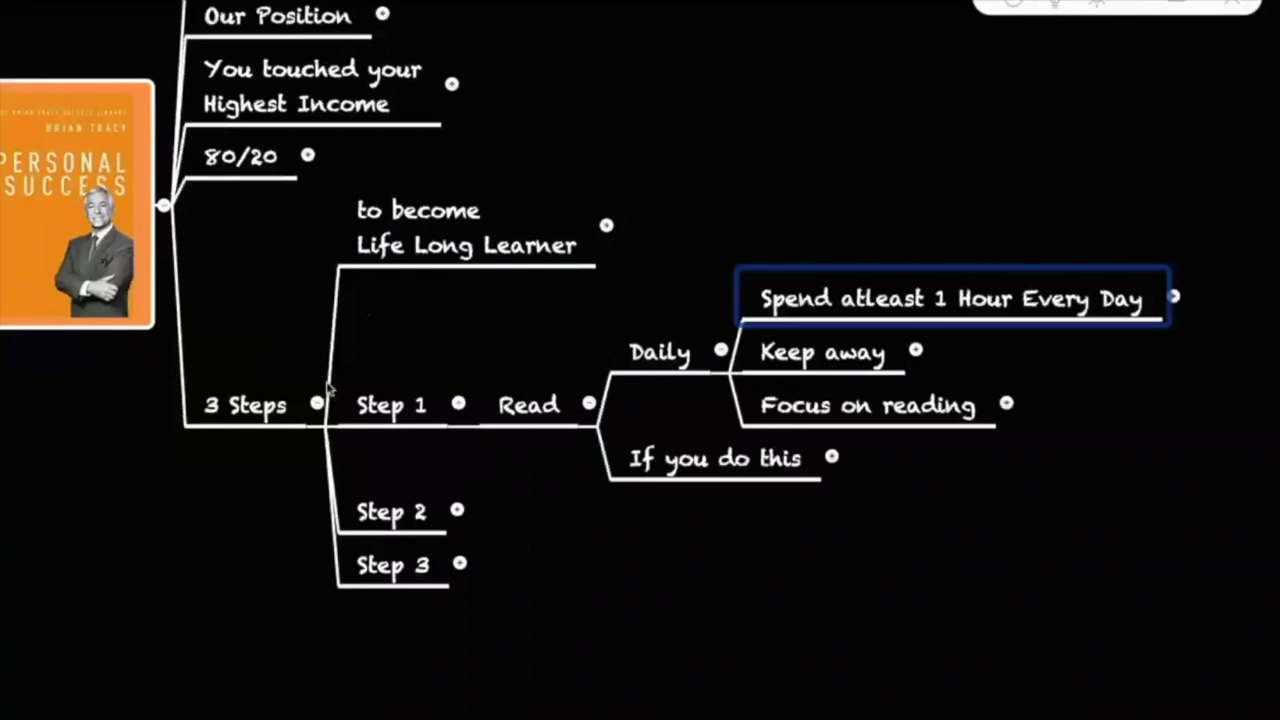 Our Position
You touched your
Highest Income
80/20
BRIAN TRACY
PERSONAL
SUCCESS
to become
Life Long Learner
Spend atleast 1 Hour Every Day
Daily
Keep away
3 Steps
Step 1
Read
Focus on reading
If you do this
Step 2
Step 3